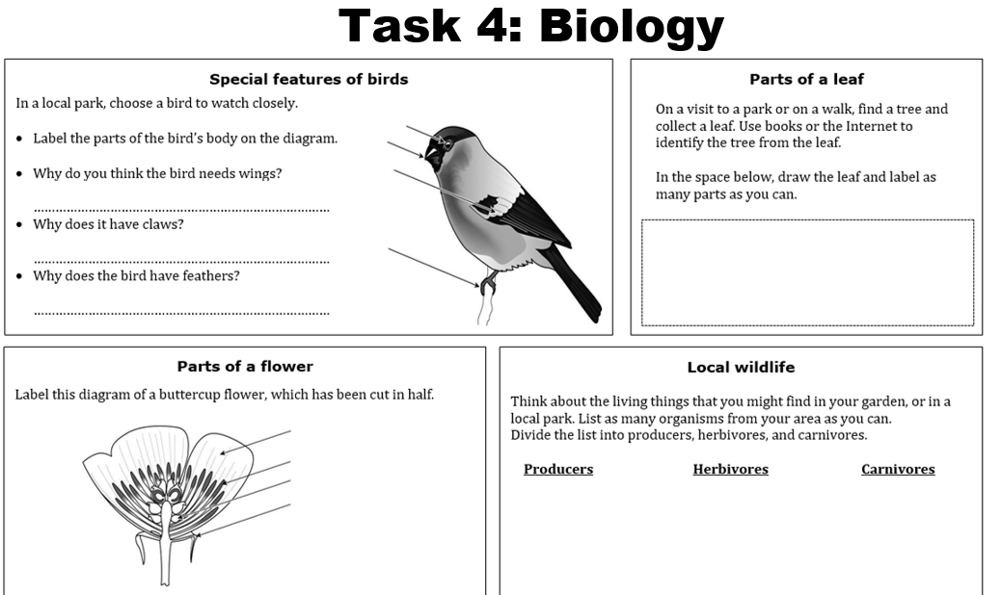 Task 4: Biology
Special features of birds
In a local park, choose a bird to watch closely.
• Label the parts of the bird's body on the diagram.
• Why do you think the bird needs wings?
................................................................................
• Why does it have claws?
................................................................................
• Why does the bird have feathers?
................................................................................
Parts of a leaf
On a visit to a park or on a walk, find a tree and
collect a leaf. Use books or the Internet to
identify the tree from the leaf.
In the space below, draw the leaf and label as
many parts as you can.
Parts of a flower
Label this diagram of a buttercup flower, which has been cut in half.
Local wildlife
Think about the living things that you might find in your garden, or in a
local park. List as many organisms from your area as you can.
Divide the list into producers, herbivores, and carnivores.
Producers Herbivores Carnivores